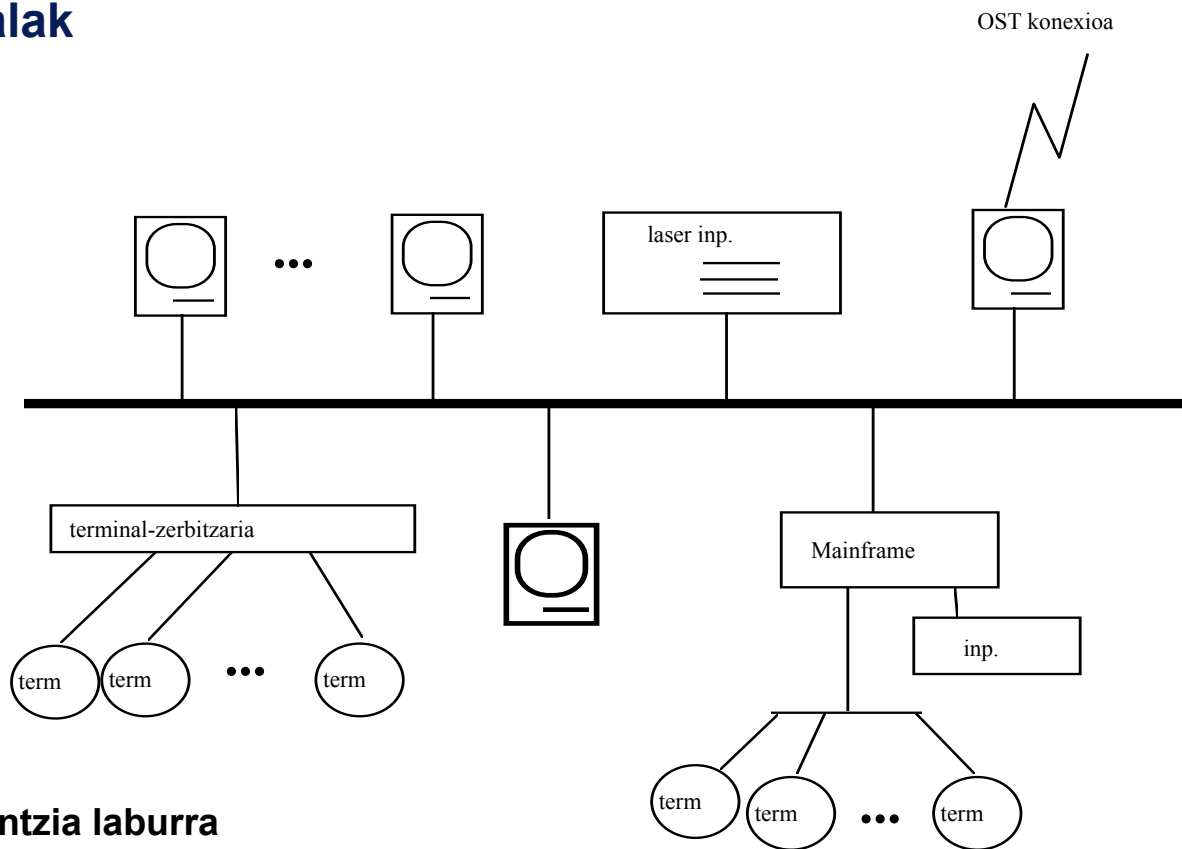 alak
OST konexioa
laser inp.
terminal-zerbitzaria
Mainframe
inp.
term
term
term
term
term
term
ntzia laburra